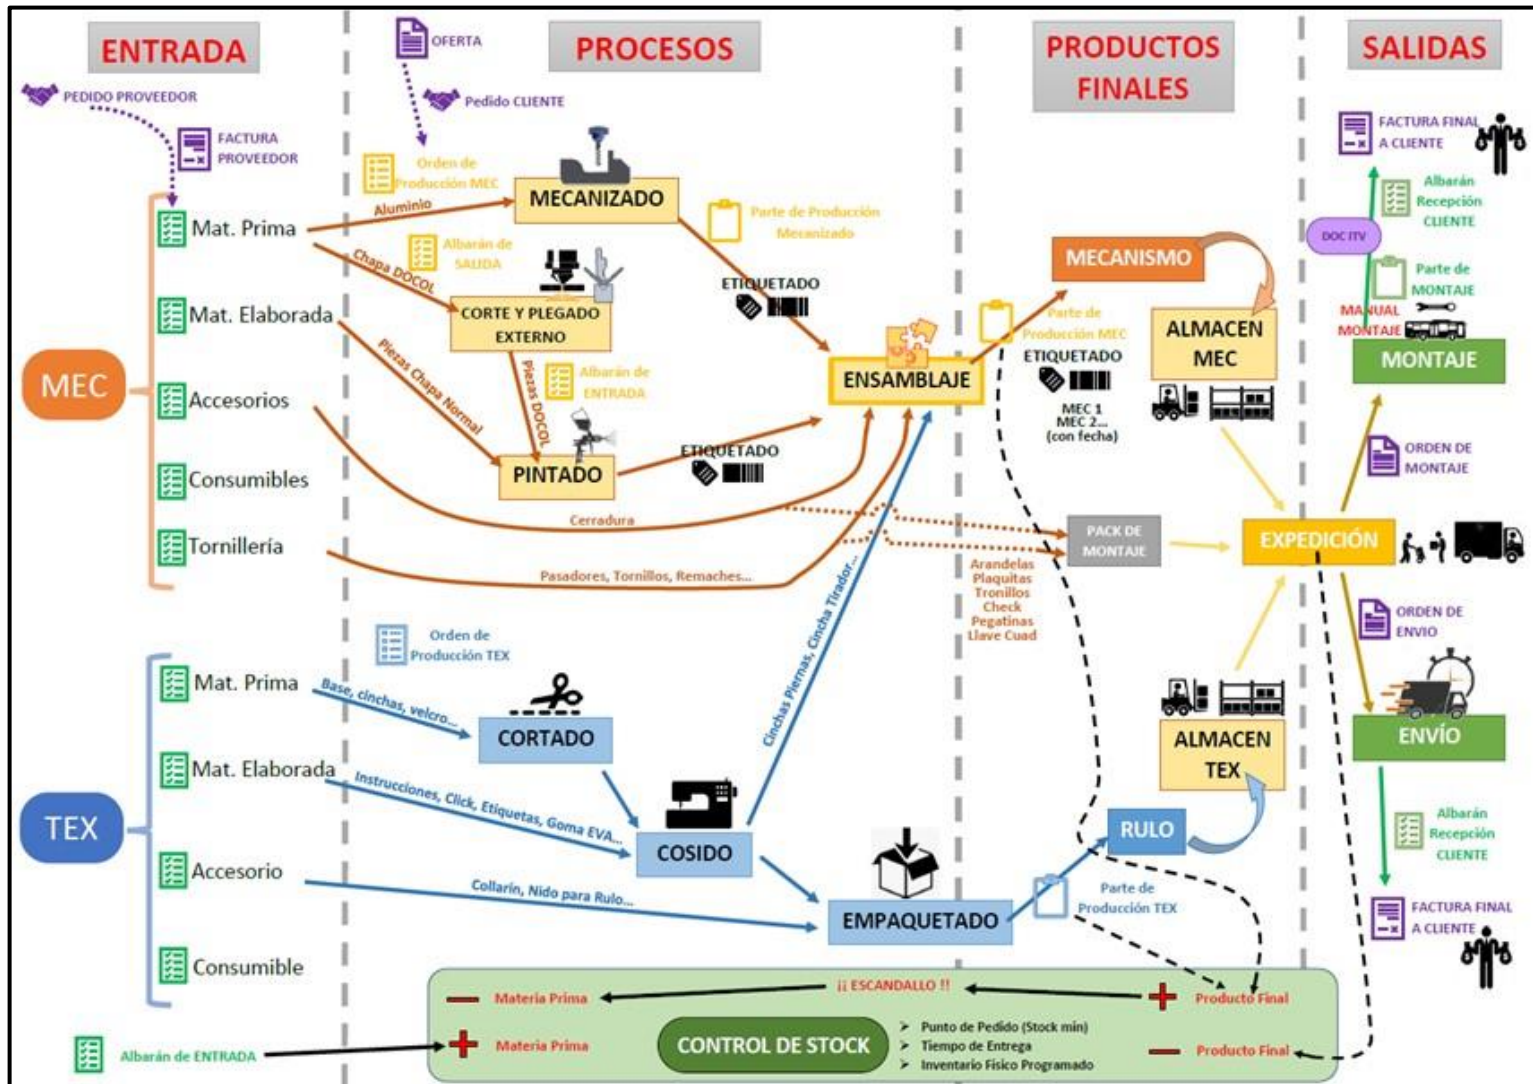 ENTRADA
PROCESOS
PRODUCTOS
FINALES
SALIDAS
PEDIDO PROVEEDOR
FACTURA
PROVEEDOR
OFERTA
Pedido CLIENTE
Orden de
Producción MEC
MECANIZADO
Parte de Producción
Mecanizado
Aluminio
Albarán de
SALIDA
Chapa DOCOL
CORTE Y PLEGADO
EXTERNO
ETIQUETADO
Piezas Chapa Normal
Piezas DOCOL
Albarán de
ENTRADA
PINTADO
ETIQUETADO
ENSAMBLAJE
Cerradura
Pasadores, Tornillos, Remaches...
MEC
Mat. Prima
Mat. Elaborada
Accesorios
Consumibles
Tornillería
MECANISMO
Parte de
Producción MEC
ETIQUETADO
MEC 1
MEC 2...
(con fecha)
ALMACEN
MEC
PACK DE
MONTAJE
Arandelas
Plaquitas
Tronillos
Check
Pegatinas
Llave Cuad
EXPEDICIÓN
FACTURA FINAL
A CLIENTE
Albarán
Recepción
CLIENTE
DOC ITV
Parte de
MONTAJE
MANUAL
MONTAJE
MONTAJE
ORDEN DE
MONTAJE
ORDEN DE
ENVIO
ENVÍO
Albarán
Recepción
CLIENTE
FACTURA FINAL
A CLIENTE
TEX
Mat. Prima
Mat. Elaborada
Accesorio
Consumible
Orden de
Producción TEX
Base, cinchas, velcro...
CORTADO
Instrucciones, Click, Etiquetas, Goma EVA...
COSIDO
Cinchas Piernas, Cincha Tirador...
Collarín, Nido para Rulo...
EMPAQUETADO
RULO
Parte de
Producción TEX
ALMACEN
TEX
Albarán de ENTRADA
Materia Prima
¡¡ ESCANDALLO !!
Producto Final
Materia Prima
CONTROL DE STOCK
Punto de Pedido (Stock min)
Tiempo de Entrega
Inventario Físico Programado
Producto Final